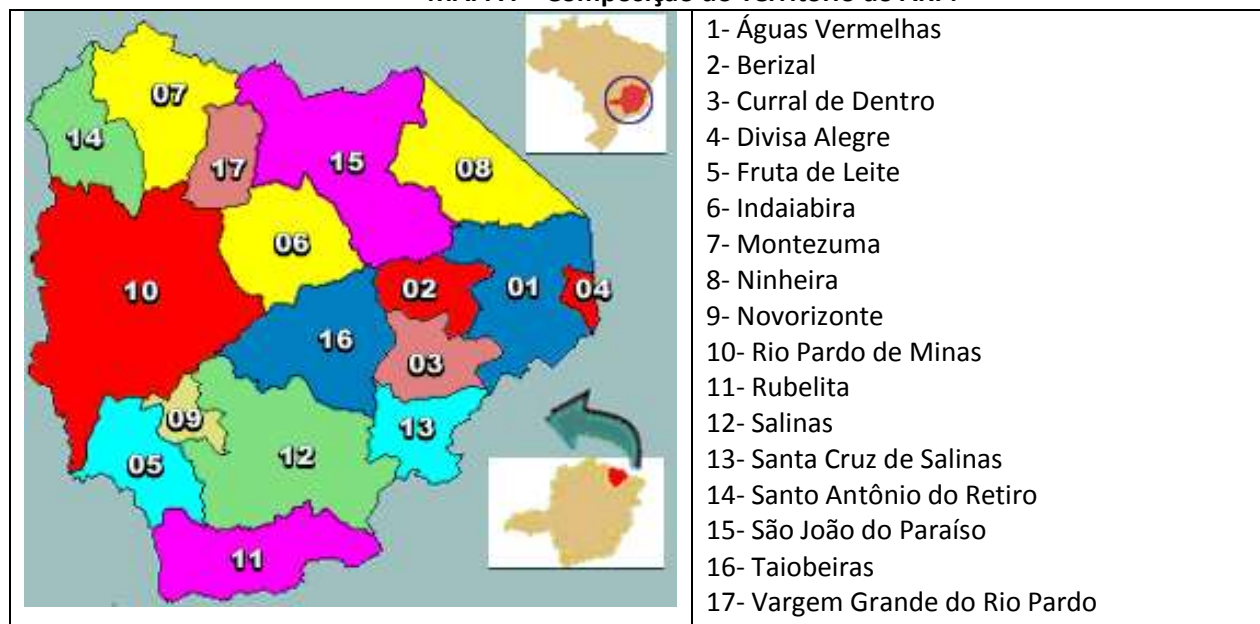 07
14
17
15
08
06
10
02
01
04
16
03
09
13
05
12
11
1- Águas Vermelhas
2- Berizal
3- Curral de Dentro
4- Divisa Alegre
5- Fruta de Leite
6- Indaiabira
7- Montezuma
8- Ninheira
9- Novorizonte
10- Rio Pardo de Minas
11- Rubelita
12- Salinas
13- Santa Cruz de Salinas
14- Santo Antônio do Retiro
15- São João do Paraíso
16- Taiobeiras
17- Vargem Grande do Rio Pardo